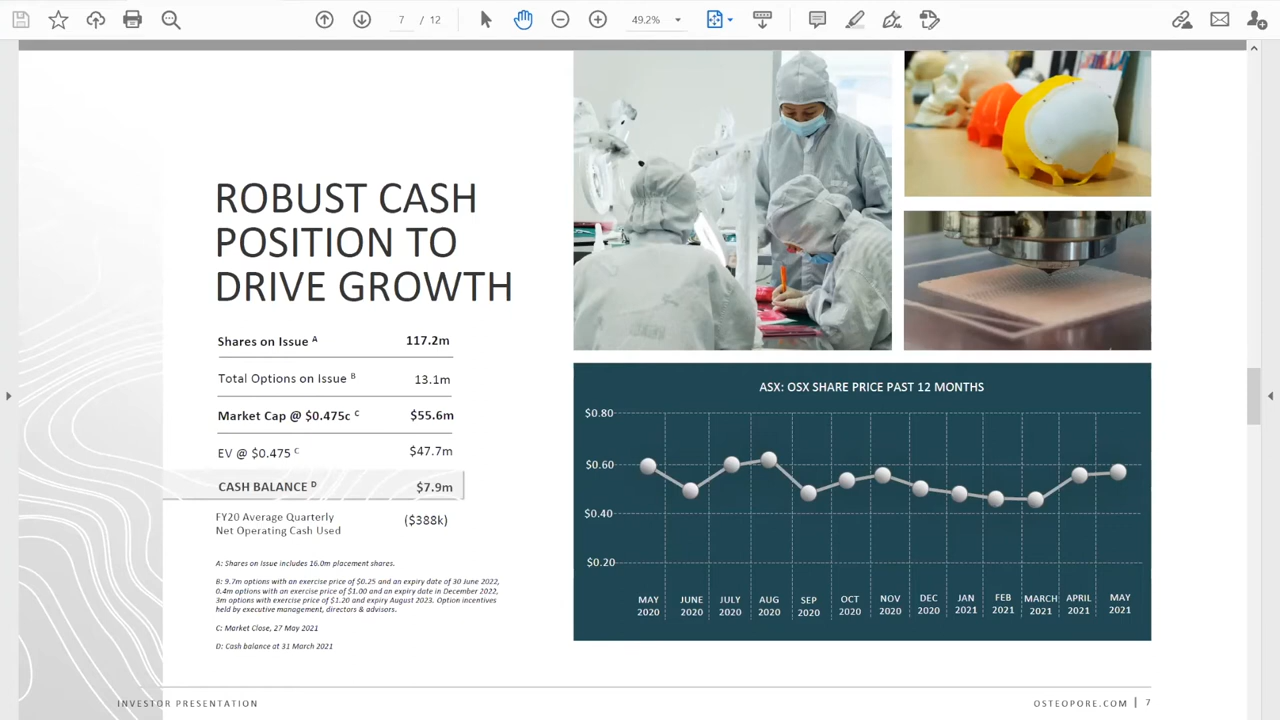 7 / 12
49.2%
ROBUST CASH
POSITION TO
DRIVE GROWTH
Shares on Issue A 117.2m
Total Options on Issue B 13.1m
Market Cap @ $0.475c C $55.6m
EV @ $0.475 C $47.7m
CASH BALANCE D $7.9m
FY20 Average Quarterly
Net Operating Cash Used ($388k)
A: Shares on Issue includes 16.0m placement shares.
B: 9.7m options with an exercise price of $0.25 and an expiry date of 30 June 2022,
0.4m options with exercise price of $1.00 and an expiry date in December 2022,
3m options with exercise price of $1.20 and expiry August 2023. Option incentives
held by executive management, directors & advisors.
C: Market Close, 27 May 2021
D: Cash balance at 31 March 2021
ASX: OSX SHARE PRICE PAST 12 MONTHS
$0.80
$0.60
$0.40
$0.20
MAY 2020
JUNE 2020
JULY 2020
AUG 2020
SEP 2020
OCT 2020
NOV 2020
DEC 2020
JAN 2021
FEB 2021
MARCH 2021
APRIL 2021
MAY 2021
INVESTOR PRESENTATION
OSTEOPORE.COM | 7